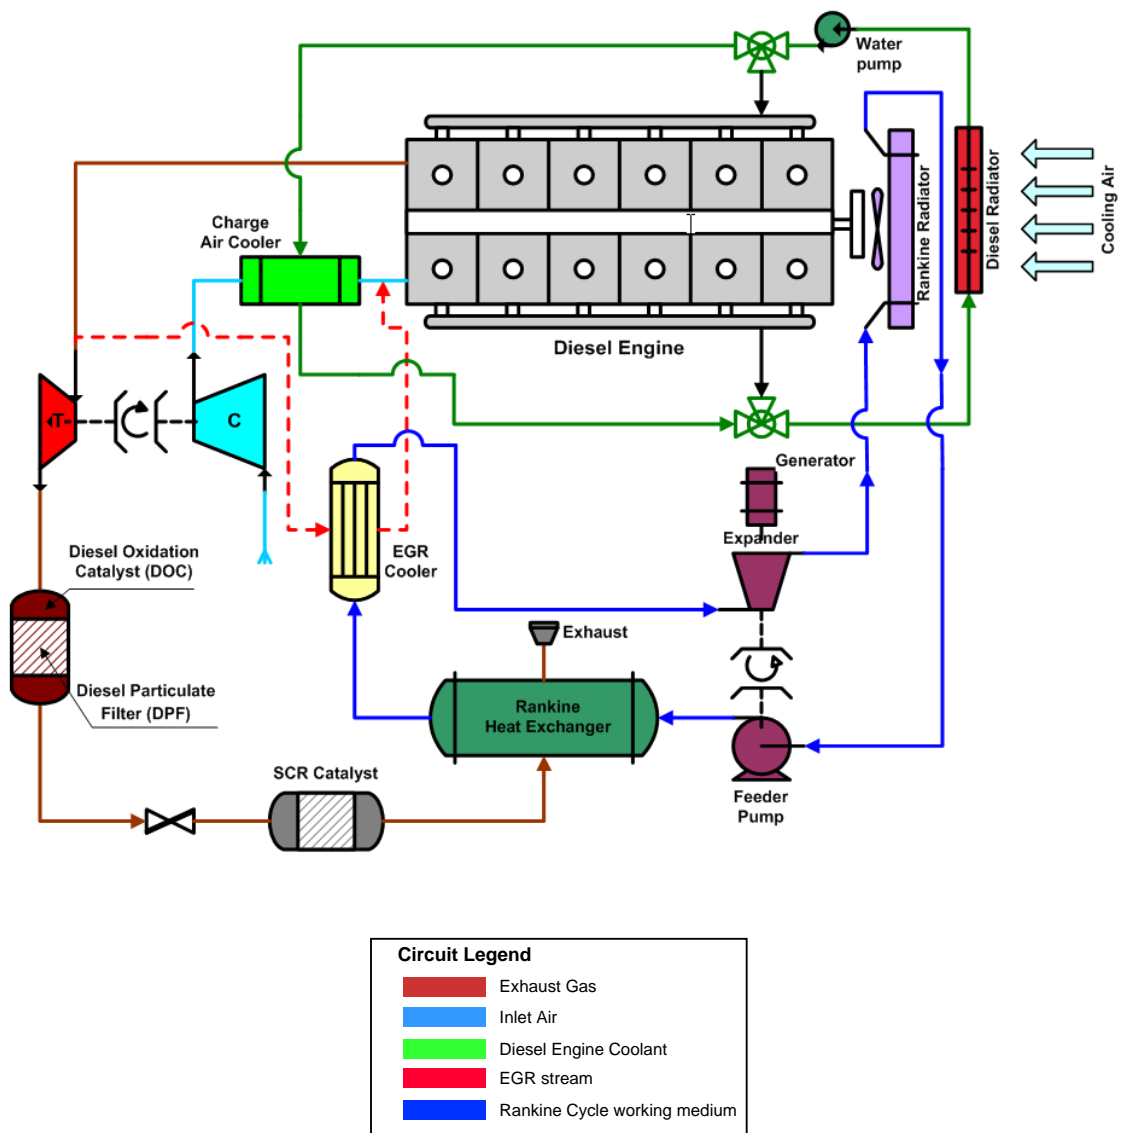 Water
pump
Charge
Air Cooler
Rankine Radiator
Diesel Radiator
Cooling Air
Diesel Engine
T
C
Generator
Expander
EGR
Cooler
Diesel Oxidation
Catalyst (DOC)
Exhaust
Diesel Particulate
Filter (DPF)
Rankine
Heat Exchanger
SCR Catalyst
Feeder
Pump
Circuit Legend
Exhaust Gas
Inlet Air
Diesel Engine Coolant
EGR stream
Rankine Cycle working medium